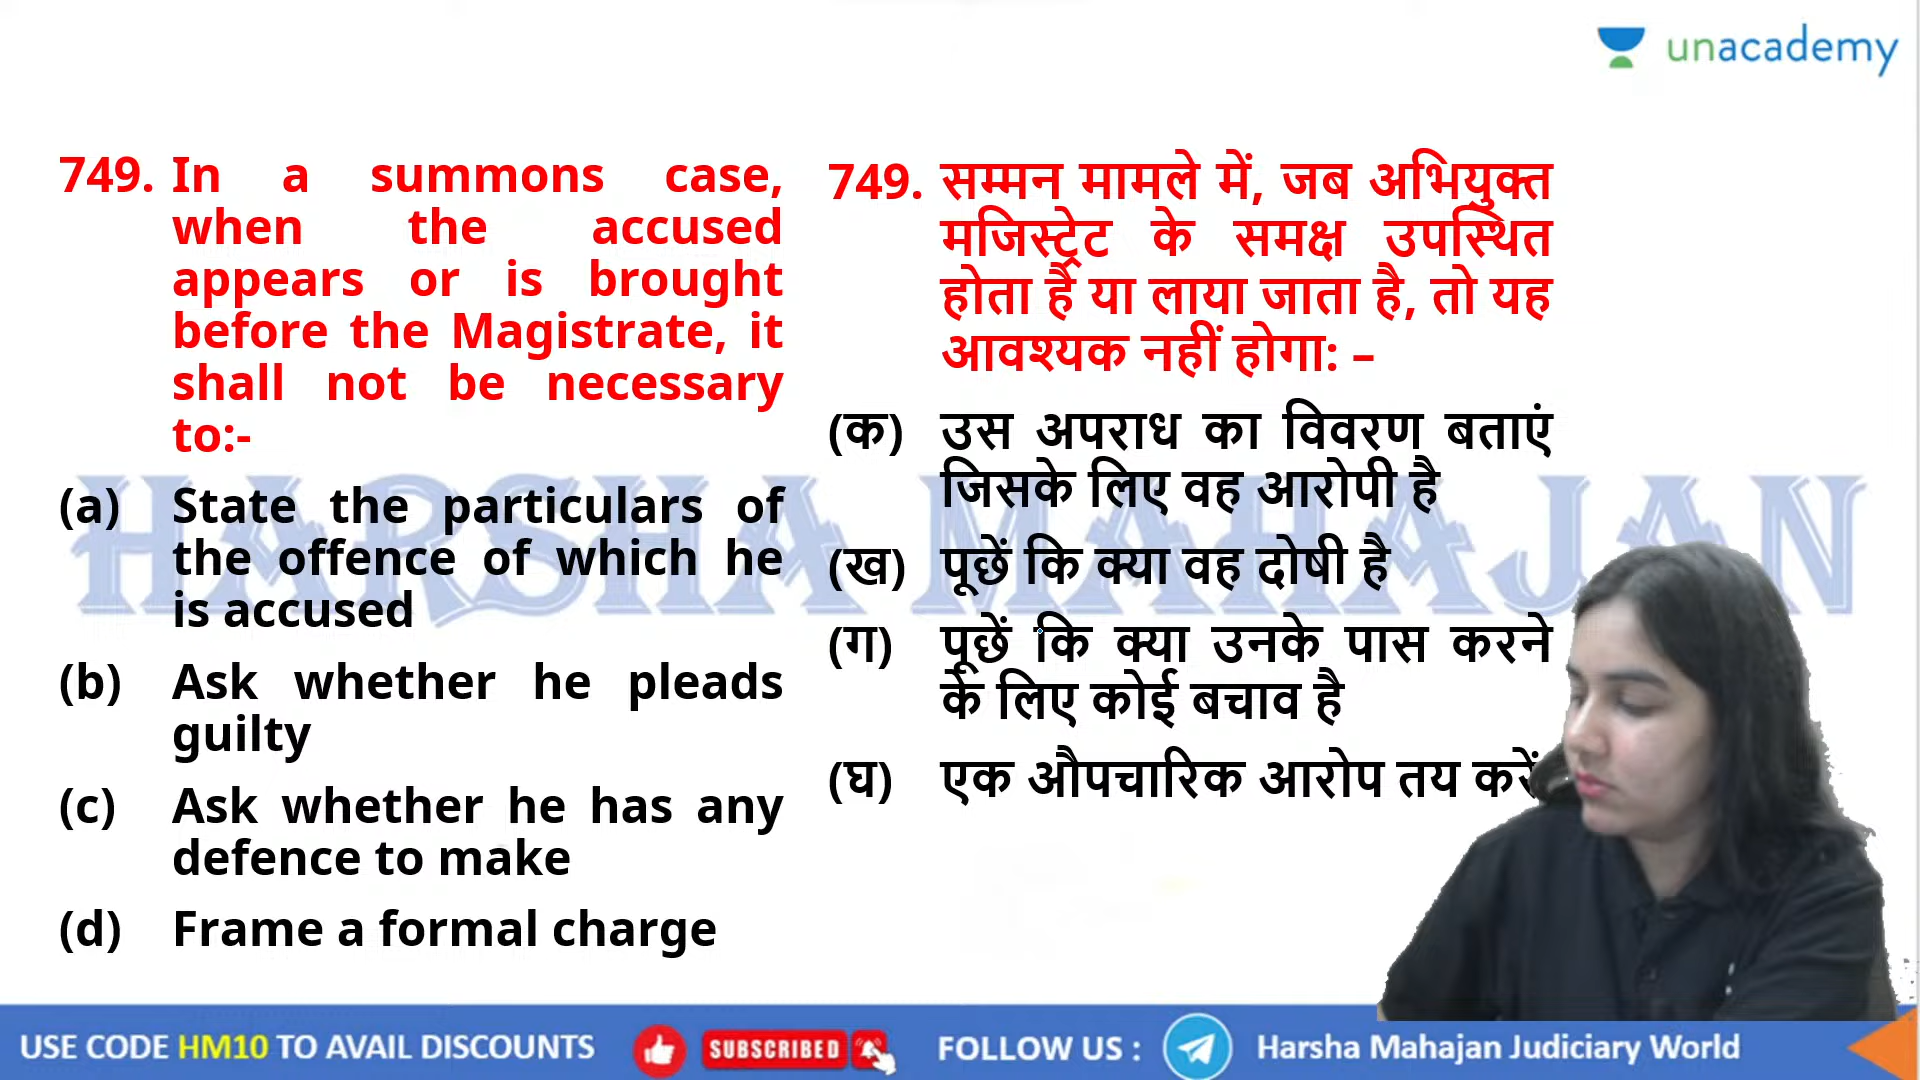 unacademy
749. In a summons case,
when the accused
appears or is brought
before the Magistrate, it
shall not be necessary
to:-
(a) State the particulars of
the offence of which he
is accused
(b) Ask whether he pleads
guilty
(c) Ask whether he has any
defence to make
(d) Frame a formal charge
749. सम्मन मामले में, जब अभियुक्त
मजिस्ट्रेट के समक्ष उपस्थित
होता है या लाया जाता है, तो यह
आवश्यक नहीं होगा: –
(क) उस अपराध का विवरण बताएं
जिसके लिए वह आरोपी है
(ख) पूछें कि क्या वह दोषी है
(ग) पूछें कि क्या उनके पास करने
के लिए कोई बचाव है
(घ) एक औपचारिक आरोप तय करें
HARSHA MAHAJAN
USE CODE HM10 TO AVAIL DISCOUNTS
SUBSCRIBED
FOLLOW US :
Harsha Mahajan Judiciary World